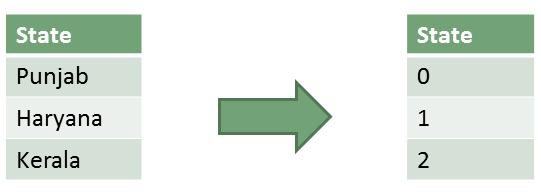 State State
Punjab 0
Haryana 1
Kerala 2